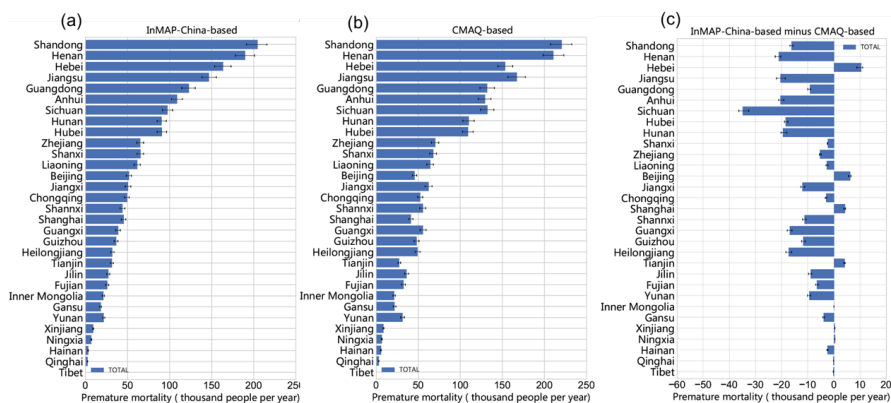 (a)
InMAP-China-based
Shandong
Henan
Hebei
Jiangsu
Guangdong
Anhui
Sichuan
Hunan
Hubei
Zhejiang
Shanxi
Liaoning
Beijing
Jiangxi
Chongqing
Shannxi
Shanghai
Guangxi
Guizhou
Heilongjiang
Tianjin
Jilin
Fujian
Inner Mongolia
Gansu
Yunan
Xinjiang
Ningxia
Hainan
Qinghai
Tibet
TOTAL
0 50 100 150 200 250
Premature mortality ( thousand people per year)
(b)
CMAQ-based
Shandong
Henan
Hebei
Jiangsu
Guangdong
Anhui
Sichuan
Hunan
Hubei
Zhejiang
Shanxi
Liaoning
Beijing
Jiangxi
Chongqing
Shannxi
Shanghai
Guangxi
Guizhou
Heilongjiang
Tianjin
Jilin
Fujian
Inner Mongolia
Gansu
Yunan
Xinjiang
Ningxia
Hainan
Qinghai
Tibet
TOTAL
0 50 100 150 200 250
Premature mortality ( thousand people per year)
(c)
InMAP-China-based minus CMAQ-based
TOTAL
Shandong
Henan
Hebei
Jiangsu
Guangdong
Anhui
Sichuan
Hubei
Hunan
Shanxi
Zhejiang
Liaoning
Beijing
Jiangxi
Chongqing
Shanghai
Shannxi
Guangxi
Guizhou
Heilongjiang
Tianjin
Jilin
Fujian
Yunan
Inner Mongolia
Gansu
Xinjiang
Ningxia
Hainan
Qinghai
Tibet
−60 −50 −40 −30 −20 −10 0 10 20
Premature mortality ( thousand people per year)